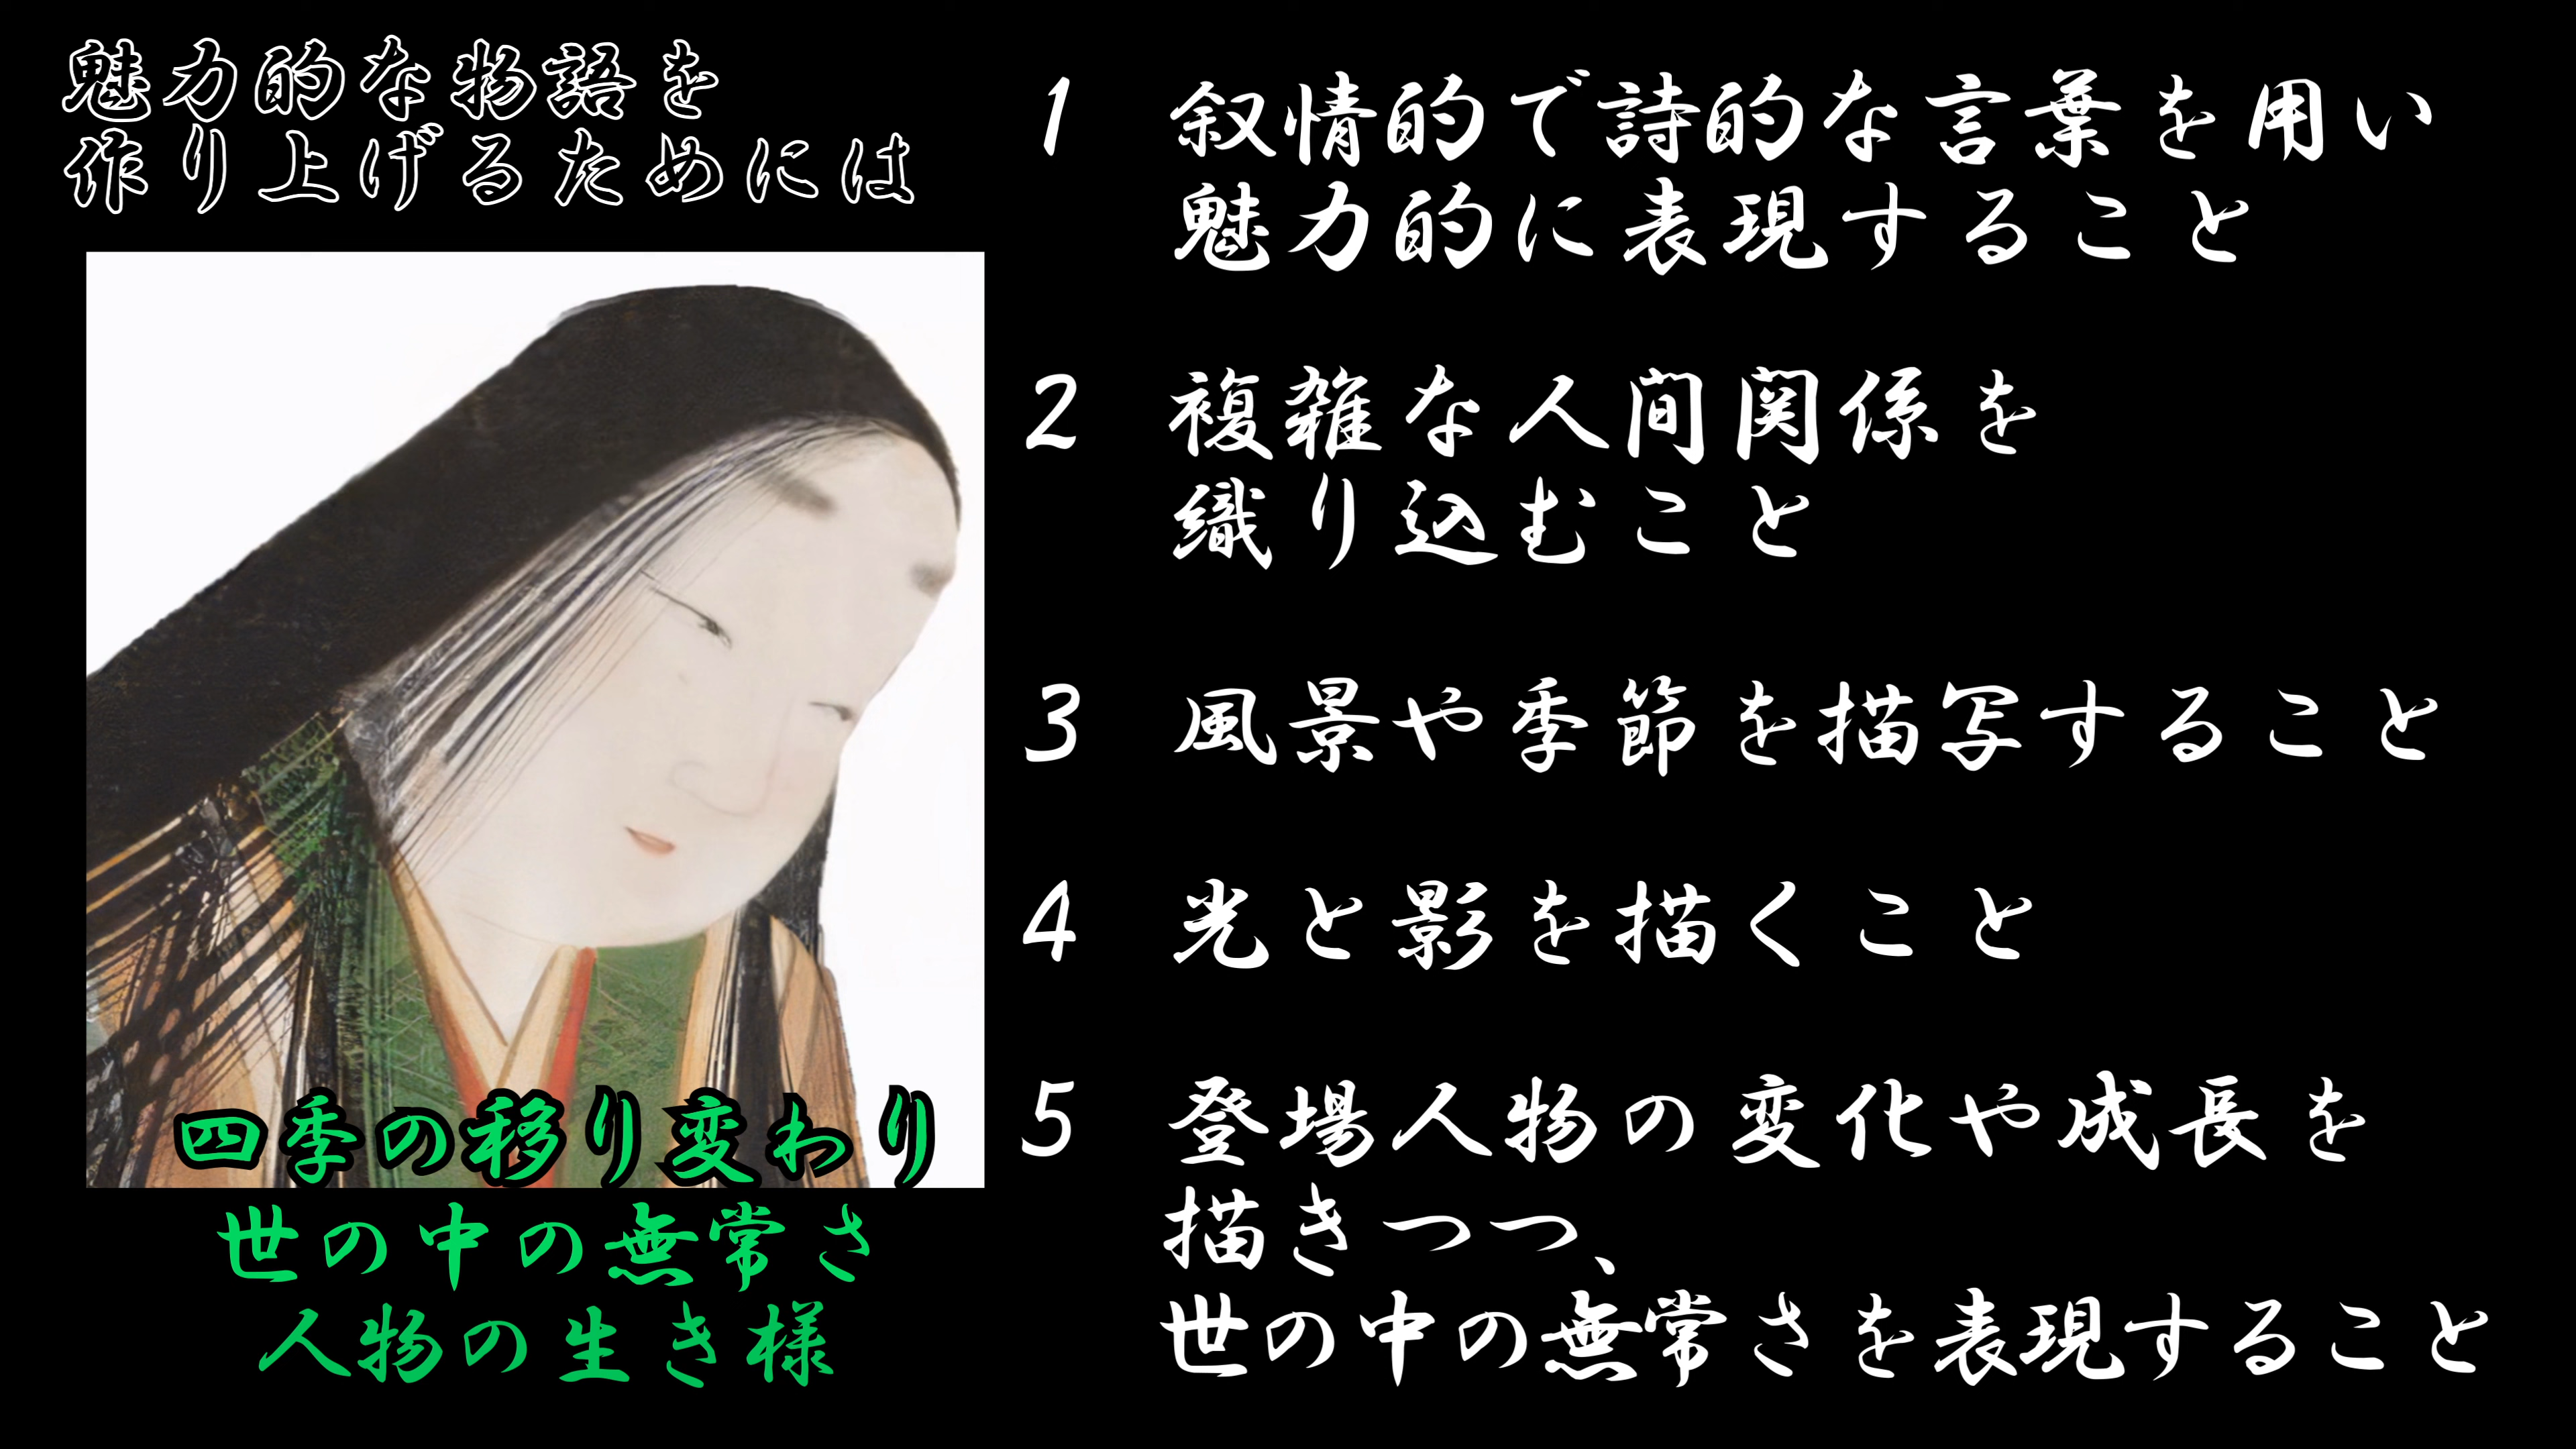 魅力的な物語を
作り上げるためには
四季の移り変わり
世の中の無常さ
人物の生き様
1 叙情的で詩的な言葉を用い
魅力的に表現すること
2 複雑な人間関係を
織り込むこと
3 風景や季節を描写すること
4 光と影を描くこと
5 登場人物の変化や成長を
描きつつ、
世の中の無常さを表現すること